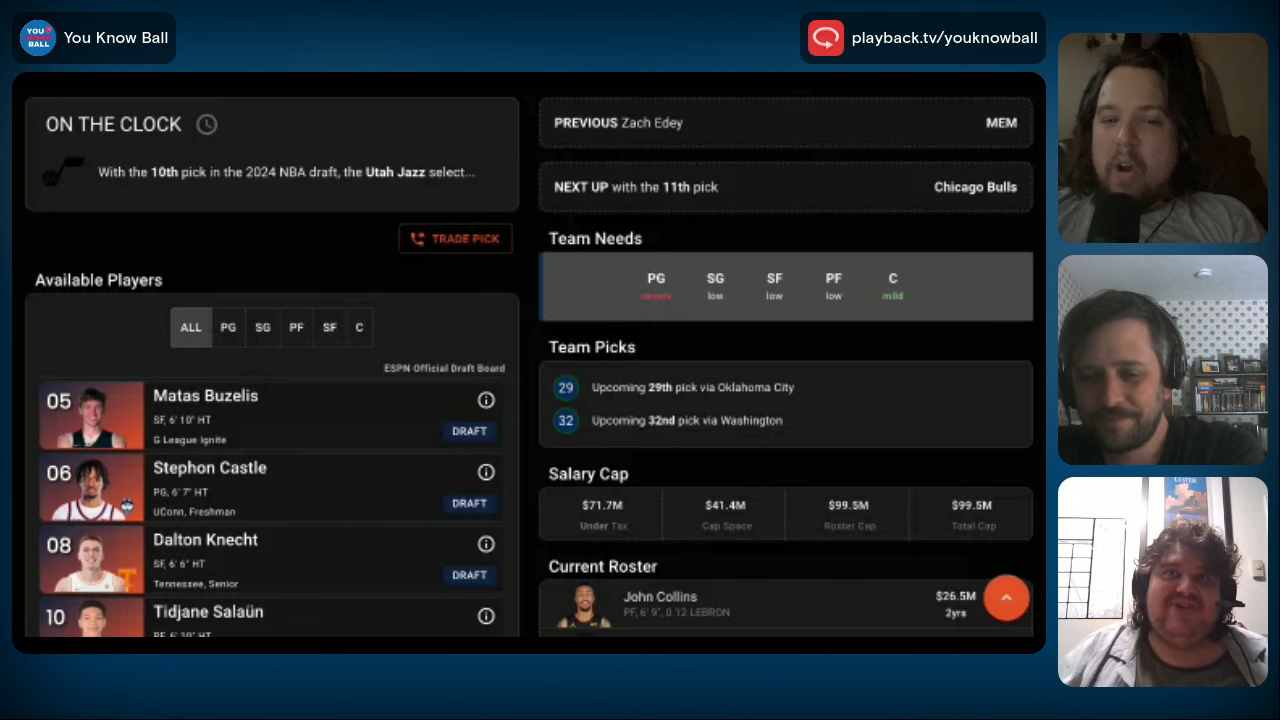 YOU KNOW BALL
You Know Ball
playback.tv/youknowball
ON THE CLOCK
With the 10th pick in the 2024 NBA draft, the Utah Jazz select...
TRADE PICK
Available Players
ALL PG SG PF SF C
ESPN Official Draft Board
05 Matas Buzelis
SF, 6' 10" HT
G League Ignite
DRAFT
06 Stephon Castle
PG, 6' 7" HT
UConn, Freshman
DRAFT
08 Dalton Knecht
SF, 6' 6" HT
Tennessee, Senior
DRAFT
10 Tidjane Salaün
PF, 6' 10" HT
PREVIOUS Zach Edey MEM
NEXT UP with the 11th pick Chicago Bulls
Team Needs
PG SG SF PF C
severe low low low mild
Team Picks
29 Upcoming 29th pick via Oklahoma City
32 Upcoming 32nd pick via Washington
Salary Cap
$71.7M $41.4M $99.5M $99.5M
Under Tax Cap Space Roster Cap Total Cap
Current Roster
John Collins $26.5M
PF, 6' 9", 0.12 LEBRON 2yrs
ULSTER